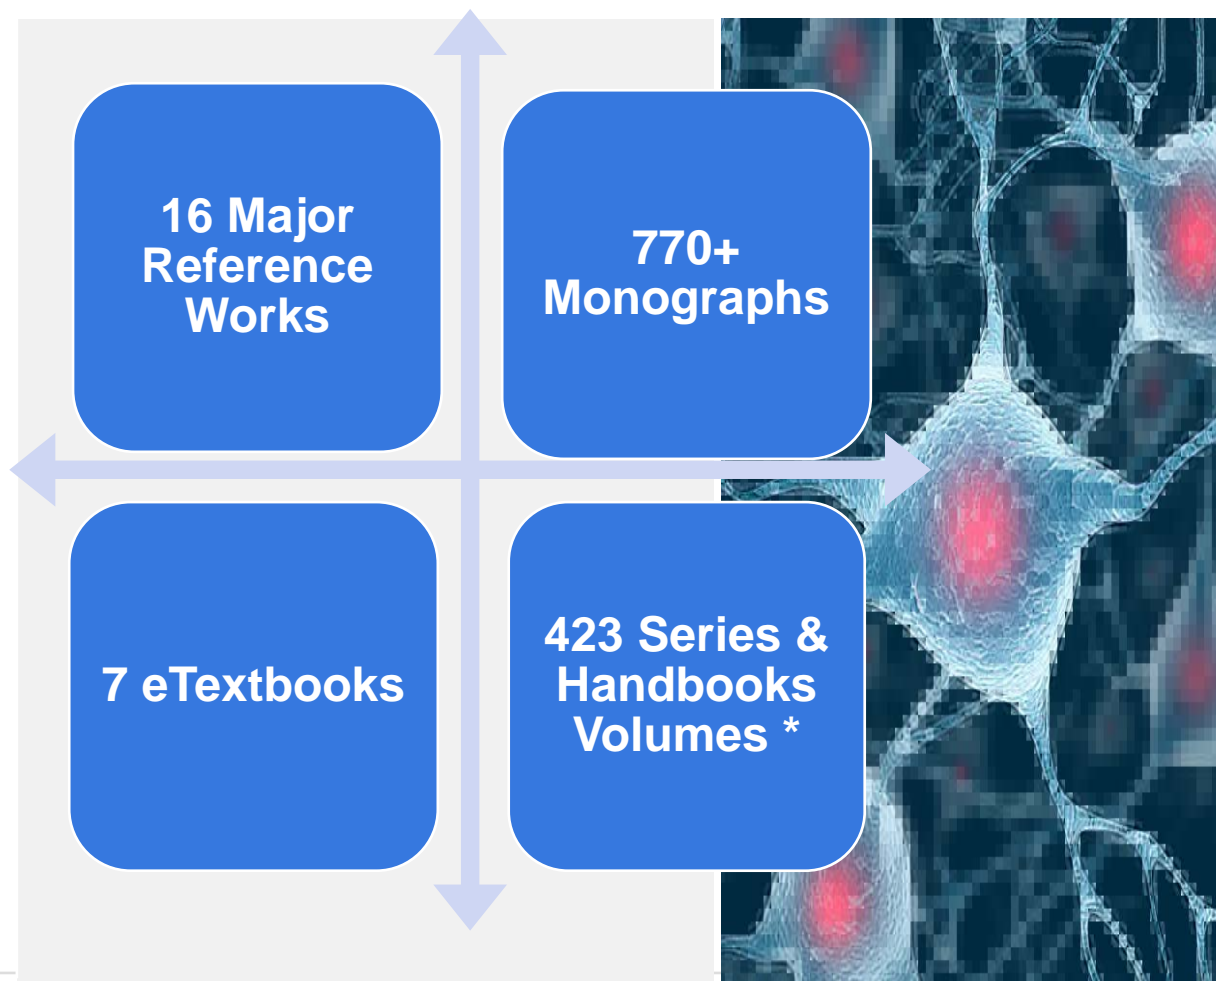 16 Major
Reference
Works
770+
Monographs
7 eTextbooks
423 Series &
Handbooks
Volumes *